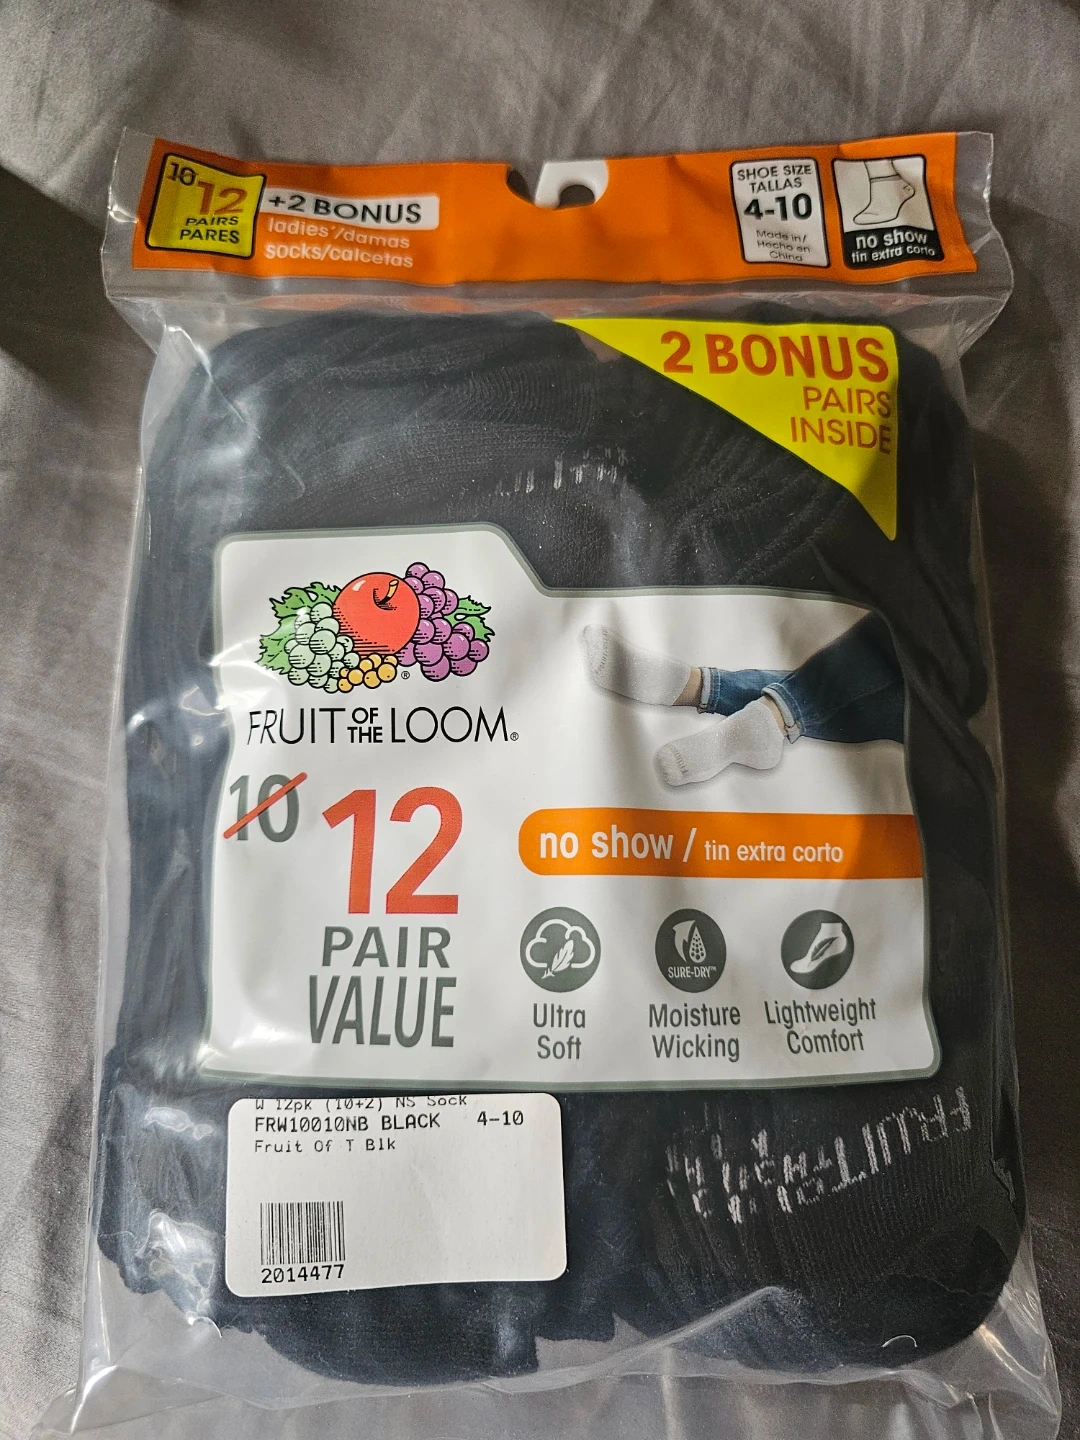 10 12
PAIRS
PARES
+2 BONUS
ladies'/damas
socks/calcetas
SHOE SIZE
TALLAS
4-10
Made in/
Hecho en
China
no show
tin extra corto
2 BONUS
PAIRS
INSIDE
FRUIT OF THE LOOM®
10 12
PAIR
VALUE
no show / tin extra corto
Ultra
Soft
SURE-DRY™
Moisture
Wicking
Lightweight
Comfort
W 12pk (10+2) NS Sock
FRW10010NB BLACK 4-10
Fruit Of T Blk
2014477
FRUIT OF